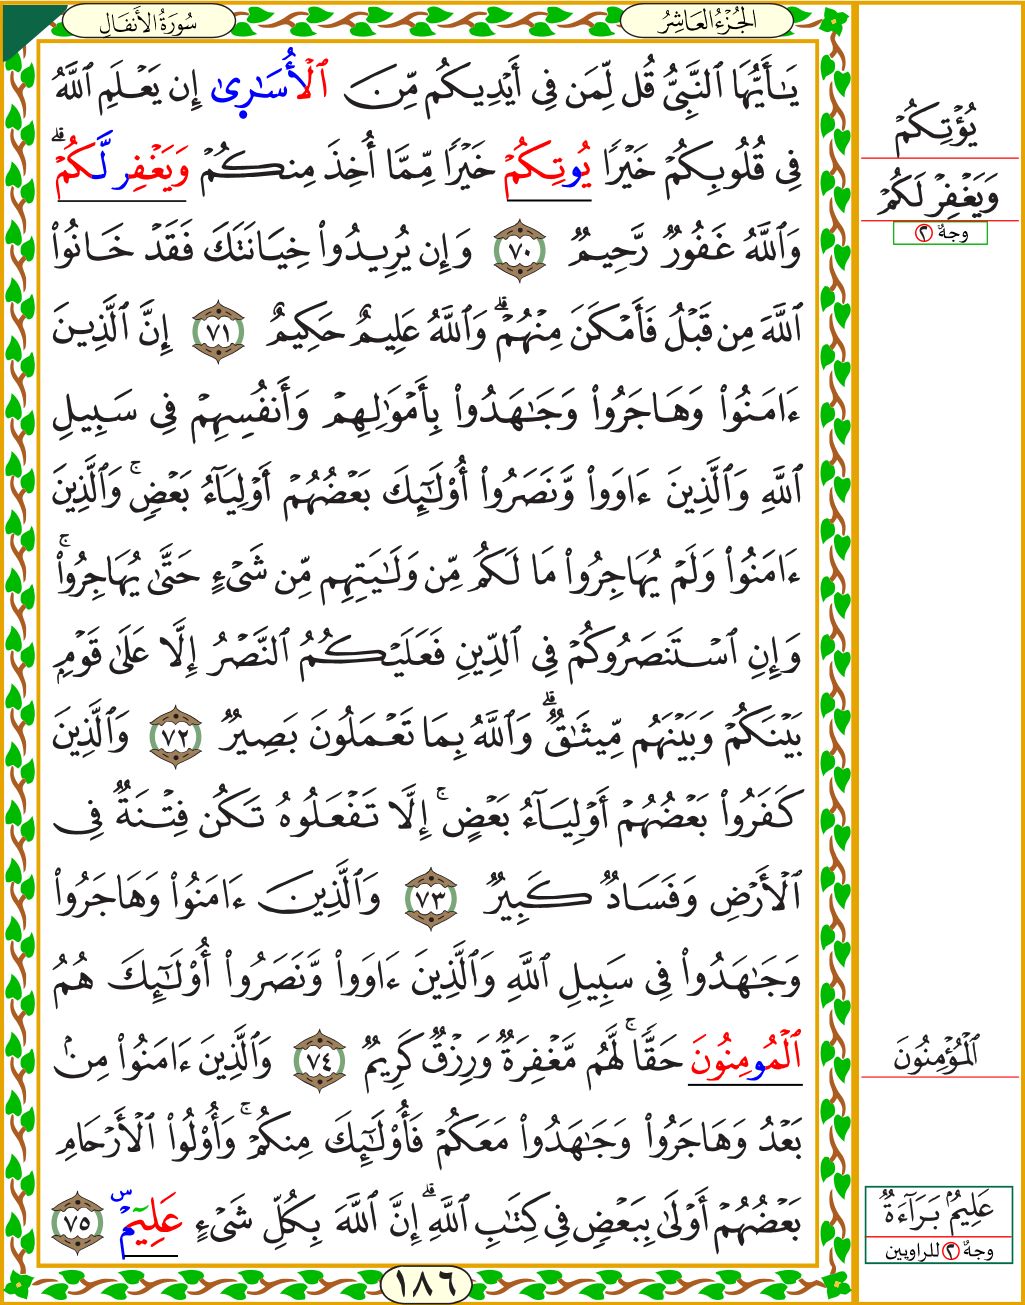 سُورَةُ الأَنفَال
الجُزْءُ العَاشِرُ
يَـٰٓأَيُّهَا ٱلنَّبِىُّ قُل لِّمَن فِىٓ أَيْدِيكُم مِّنَ ٱلْأُسَـٰرىٰٓ إِن يَعْلَمِ ٱللَّهُ
فِى قُلُوبِكُمْ خَيْرًا يُوتِكُمْ خَيْرًا مِّمَّآ أُخِذَ مِنكُمْ وَيَغْفِر لَّكُمْۗ
وَٱللَّهُ غَفُورٌ رَّحِيمٌ ٧٠ وَإِن يُرِيدُوا۟ خِيَانَتَكَ فَقَدْ خَانُوا۟
ٱللَّهَ مِن قَبْلُ فَأَمْكَنَ مِنْهُمْۗ وَٱللَّهُ عَلِيمٌ حَكِيمٌ ٧١ إِنَّ ٱلَّذِينَ
ءَامَنُوا۟ وَهَاجَرُوا۟ وَجَـٰهَدُوا۟ بِأَمْوَٰلِهِمْ وَأَنفُسِهِمْ فِى سَبِيلِ
ٱللَّهِ وَٱلَّذِينَ ءَاوَوا۟ وَّنَصَرُوٓا۟ أُو۟لَـٰٓئِكَ بَعْضُهُمْ أَوْلِيَآءُ بَعْضٍۚ وَٱلَّذِينَ
ءَامَنُوا۟ وَلَمْ يُهَاجِرُوا۟ مَا لَكُم مِّن وَلَـٰيَتِهِم مِّن شَىْءٍ حَتَّىٰ يُهَاجِرُوا۟ۚ
وَإِنِ ٱسْتَنصَرُوكُمْ فِى ٱلدِّينِ فَعَلَيْكُمُ ٱلنَّصْرُ إِلَّا عَلَىٰ قَوْمٍۭ
بَيْنَكُمْ وَبَيْنَهُم مِّيثَـٰقٌۗ وَٱللَّهُ بِمَا تَعْمَلُونَ بَصِيرٌ ٧٢ وَٱلَّذِينَ
كَفَرُوا۟ بَعْضُهُمْ أَوْلِيَآءُ بَعْضٍۚ إِلَّا تَفْعَلُوهُ تَكُن فِتْنَةٌ فِى
ٱلْأَرْضِ وَفَسَادٌ كَبِيرٌ ٧٣ وَٱلَّذِينَ ءَامَنُوا۟ وَهَاجَرُوا۟
وَجَـٰهَدُوا۟ فِى سَبِيلِ ٱللَّهِ وَٱلَّذِينَ ءَاوَوا۟ وَّنَصَرُوٓا۟ أُو۟لَـٰٓئِكَ هُمُ
ٱلْمُومِنُونَ حَقًّاۚ لَّهُم مَّغْفِرَةٌ وَرِزْقٌ كَرِيمٌ ٧٤ وَٱلَّذِينَ ءَامَنُوا۟ مِنۢ
بَعْدُ وَهَاجَرُوا۟ وَجَـٰهَدُوا۟ مَعَكُمْ فَأُو۟لَـٰٓئِكَ مِنكُمْۚ وَأُو۟لُوا۟ ٱلْأَرْحَامِ
بَعْضُهُمْ أَوْلَىٰ بِبَعْضٍ فِى كِتَـٰبِ ٱللَّهِۗ إِنَّ ٱللَّهَ بِكُلِّ شَىْءٍ عَلِيمٌۢ س ٧٥
١٨٦
يُؤْتِكُمْ
وَيَغْفِرْ لَكُمْ
وجهٌ ٢
ٱلْمُؤْمِنُونَ
عَلِيمٌۢ بَرَآءَةٌ
وجهٌ ٢ للراويين